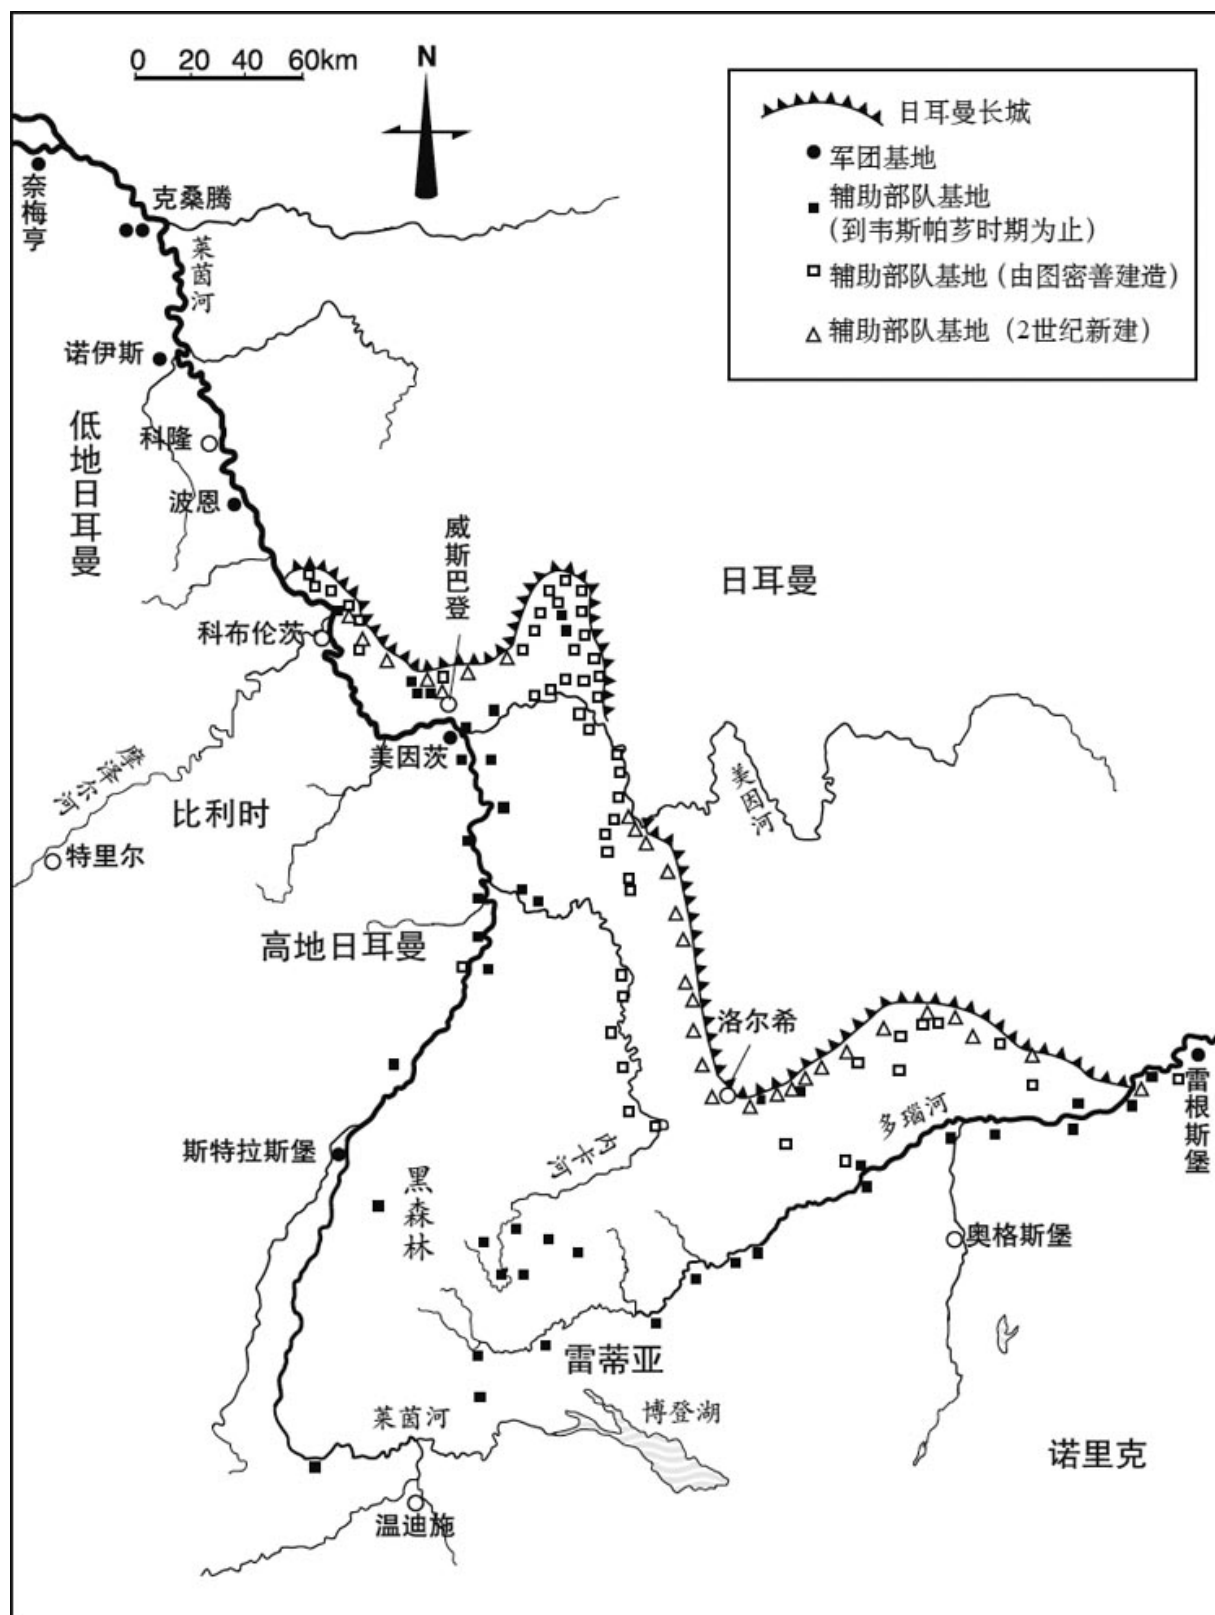 0 20 40 60km
N
日耳曼长城
军团基地
辅助部队基地
(到韦斯帕芗时期为止)
辅助部队基地 (由图密善建造)
辅助部队基地 (2世纪新建)
奈梅亨
克桑腾
莱茵河
诺伊斯
低地日耳曼
科隆
波恩
威斯巴登
日耳曼
科布伦茨
美因茨
摩泽尔河
美因河
比利时
特里尔
高地日耳曼
洛尔希
多瑙河
雷根斯堡
斯特拉斯堡
内卡河
黑森林
奥格斯堡
雷蒂亚
莱茵河
博登湖
诺里克
温迪施